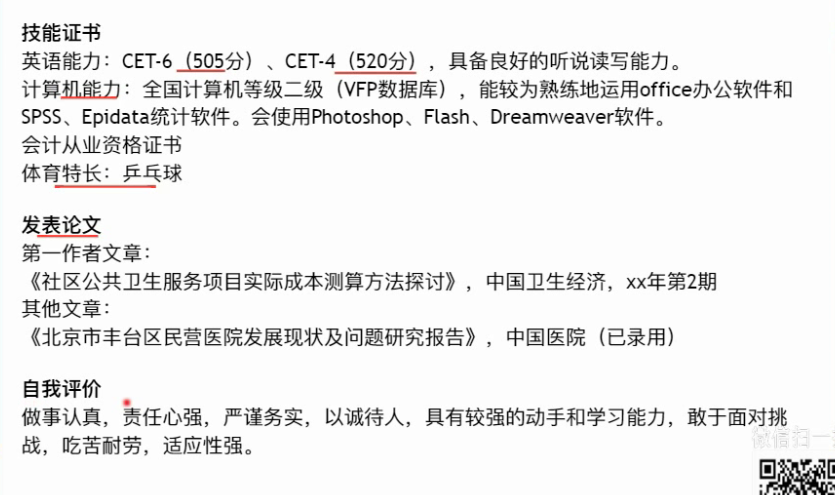 技能证书
英语能力：CET-6（505分）、CET-4（520分），具备良好的听说读写能力。
计算机能力：全国计算机等级二级（VFP数据库），能较为熟练地运用office办公软件和
SPSS、Epidata统计软件。会使用Photoshop、Flash、Dreamweaver软件。
会计从业资格证书
体育特长：乒乓球
发表论文
第一作者文章：
《社区公共卫生服务项目实际成本测算方法探讨》，中国卫生经济，xx年第2期
其他文章：
《北京市丰台区民营医院发展现状及问题研究报告》，中国医院（已录用）
自我评价
做事认真，责任心强，严谨务实，以诚待人，具有较强的动手和学习能力，敢于面对挑
战，吃苦耐劳，适应性强。
微信扫一